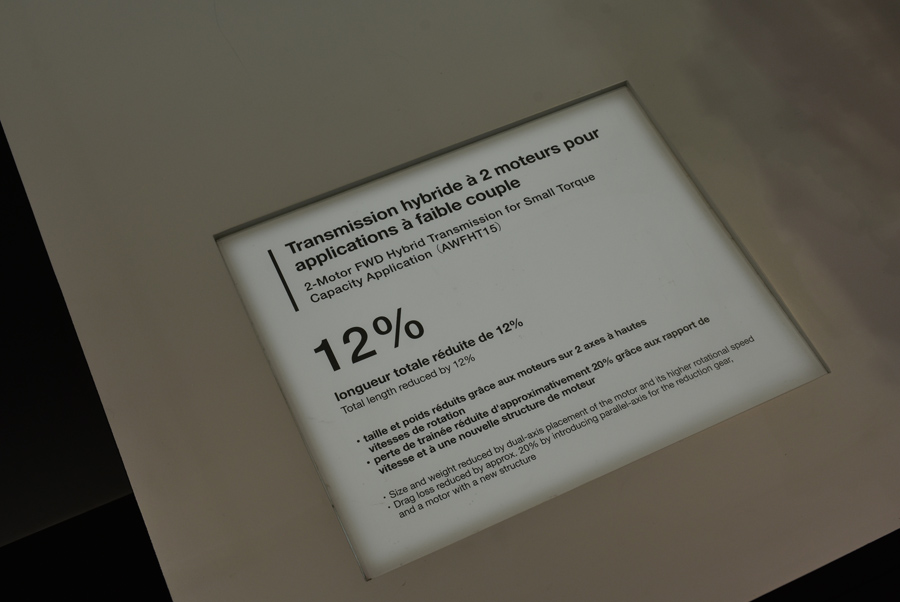 Transmission hybride à 2 moteurs pour
applications à faible couple
2-Motor FWD Hybrid Transmission for Small Torque
Capacity Application（AWFHT15）
12%
longueur totale réduite de 12%
Total length reduced by 12%
・taille et poids réduits grâce aux moteurs sur 2 axes à hautes
vitesses de rotation
・perte de trainée réduite d'approximativement 20% grâce aux rapport de
vitesse et à une nouvelle structure de moteur
・Size and weight reduced by dual-axis placement of the motor and its higher rotational speed
・Drag loss reduced by approx. 20% by introducing parallel-axis for the reduction gear,
and a motor with a new structure